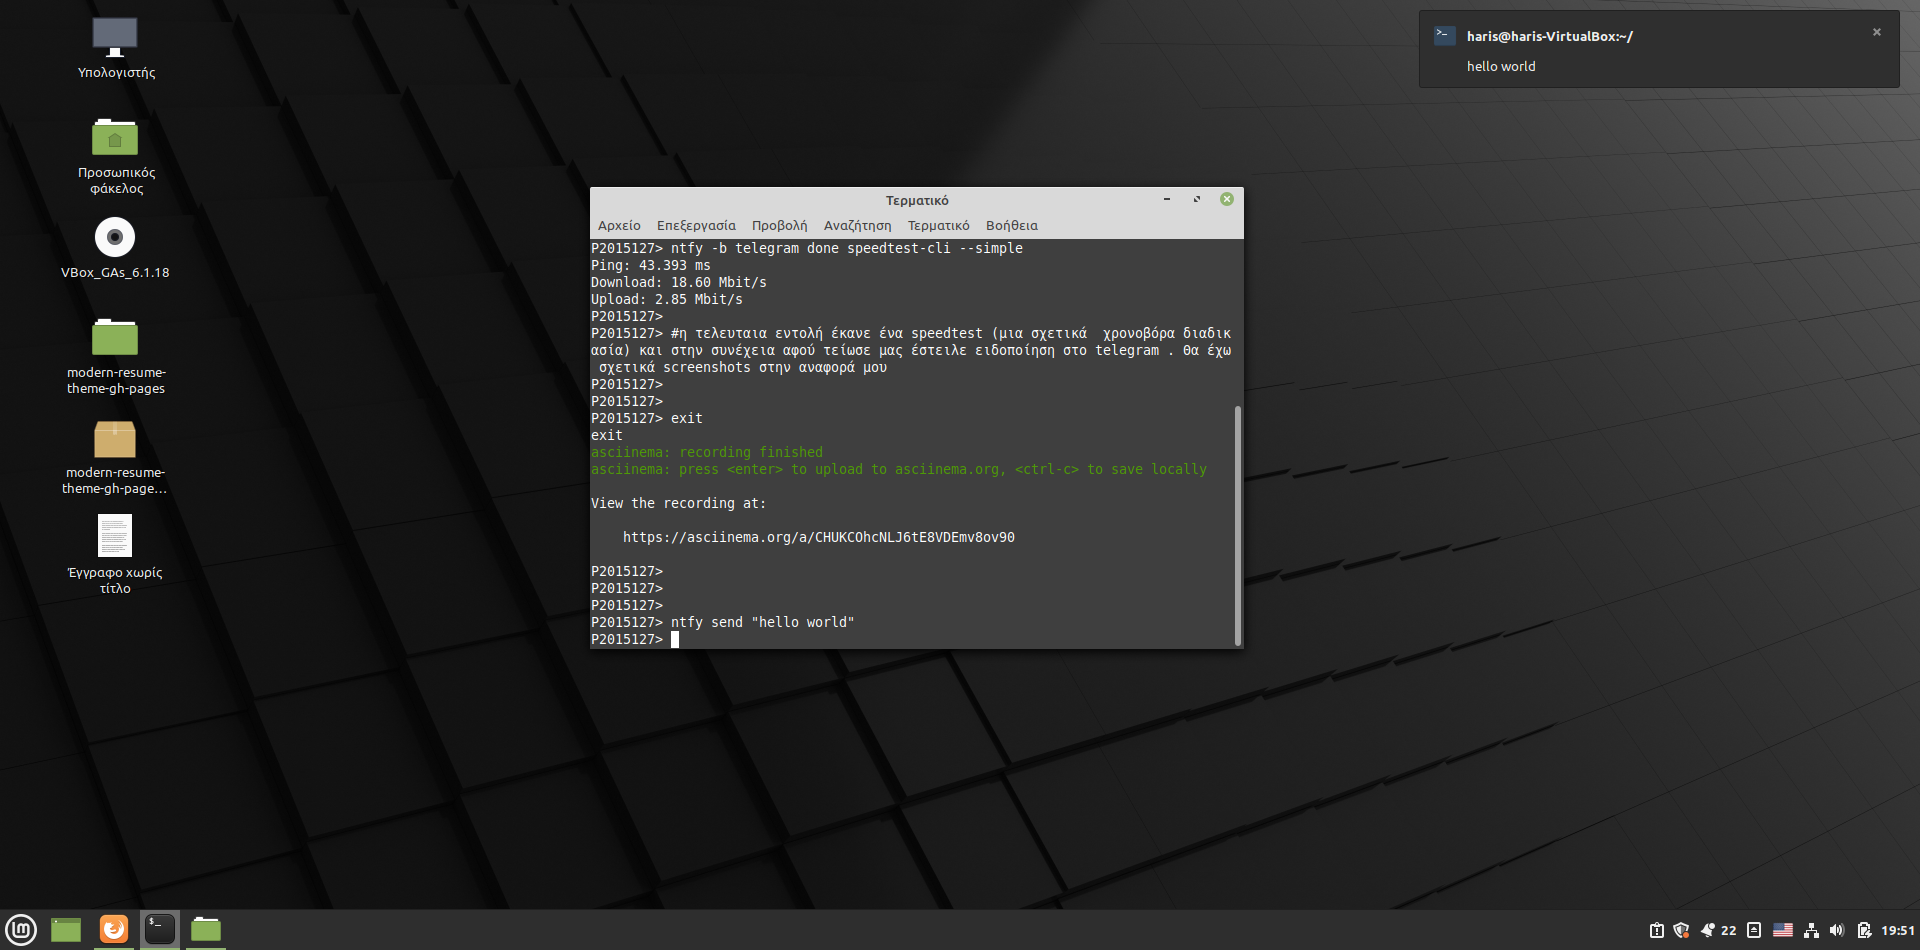 Υπολογιστής
Προσωπικός
φάκελος
VBox_GAs_6.1.18
modern-resume-
theme-gh-pages
modern-resume-
theme-gh-page...
Έγγραφο χωρίς
τίτλο
haris@haris-VirtualBox:~/
hello world
Τερματικό
Αρχείο Επεξεργασία Προβολή Αναζήτηση Τερματικό Βοήθεια
P2015127> ntfy -b telegram done speedtest-cli --simple
Ping: 43.393 ms
Download: 18.60 Mbit/s
Upload: 2.85 Mbit/s
P2015127>
P2015127> #η τελευταια εντολή έκανε ένα speedtest (μια σχετικά  χρονοβόρα διαδικ
ασία) και στην συνέχεια αφού τείωσε μας έστειλε ειδοποίηση στο telegram . θα έχω
 σχετικά screenshots στην αναφορά μου
P2015127>
P2015127>
P2015127> exit
exit
asciinema: recording finished
asciinema: press <enter> to upload to asciinema.org, <ctrl-c> to save locally
View the recording at:
https://asciinema.org/a/CHUKCOhcNLJ6tE8VDEmv8ov90
P2015127>
P2015127>
P2015127>
P2015127> ntfy send "hello world"
P2015127>
22
19:51